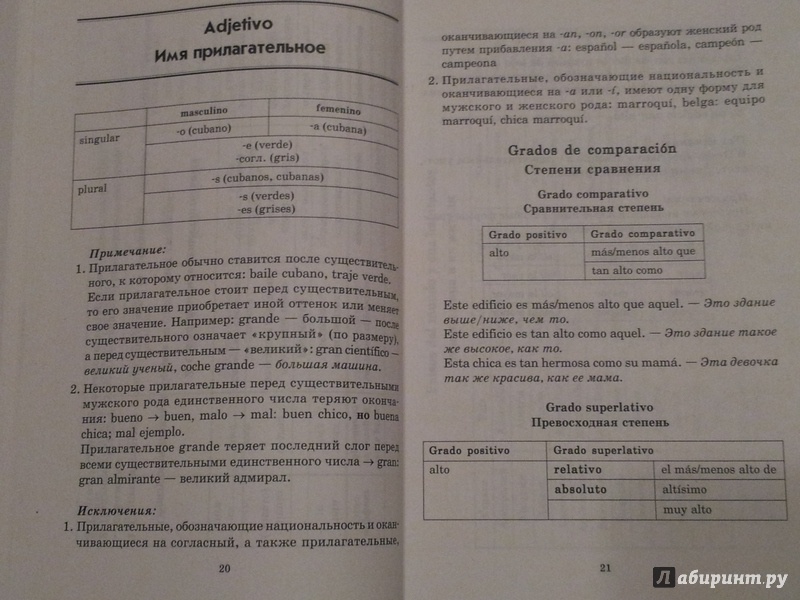 Adjetivo
Имя прилагательное
masculino femenino
singular -o (cubano) -a (cubana)
-e (verde)
-согл. (gris)
plural -s (cubanos, cubanas)
-s (verdes)
-es (grises)
Примечание:
1. Прилагательное обычно ставится после существитель-
ного, к которому относится: baile cubano, traje verde.
Если прилагательное стоит перед существительным,
то его значение приобретает иной оттенок или меняет
свое значение. Например: grande — большой — после
существительного означает «крупный» (по размеру),
а перед существительным — «великий»: gran científico —
великий ученый, coche grande — большая машина.
2. Некоторые прилагательные перед существительными
мужского рода единственного числа теряют оконча-
ния: bueno → buen, malo → mal: buen chico, но buena
chica; mal ejemplo.
Прилагательное grande теряет последний слог перед
всеми существительными единственного числа → gran:
gran almirante — великий адмирал.
Исключения:
1. Прилагательные, обозначающие национальность и окан-
чивающиеся на согласный, а также прилагательные,
20
оканчивающиеся на -an, -on, -or образуют женский род
путем прибавления -a: español — española, campeón —
campeona
2. Прилагательные, обозначающие национальность и
оканчивающиеся на -a или -í, имеют одну форму для
мужского и женского рода: marroquí, belga: equipo
marroquí, chica marroquí.
Grados de comparación
Степени сравнения
Grado comparativo
Сравнительная степень
Grado positivo Grado comparativo
alto más/menos alto que
tan alto como
Este edificio es más/menos alto que aquel. — Это здание
выше/ниже, чем то.
Este edificio es tan alto como aquel. — Это здание такое
же высокое, как то.
Esta chica es tan hermosa como su mamá. — Эта девочка
так же красива, как ее мама.
Grado superlativo
Превосходная степень
Grado positivo Grado superlativo
alto relativo el más/menos alto de
absoluto altísimo
muy alto
21
Лабиринт.ру